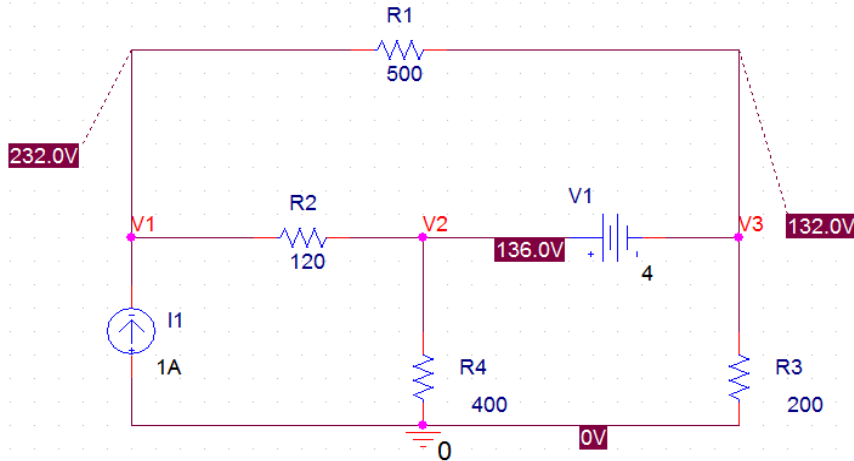 R1
500
232.0V
V1
R2
120
V2
136.0V
V1
+ -
4
V3
132.0V
I1
- +
1A
R4
400
R3
200
0V
0